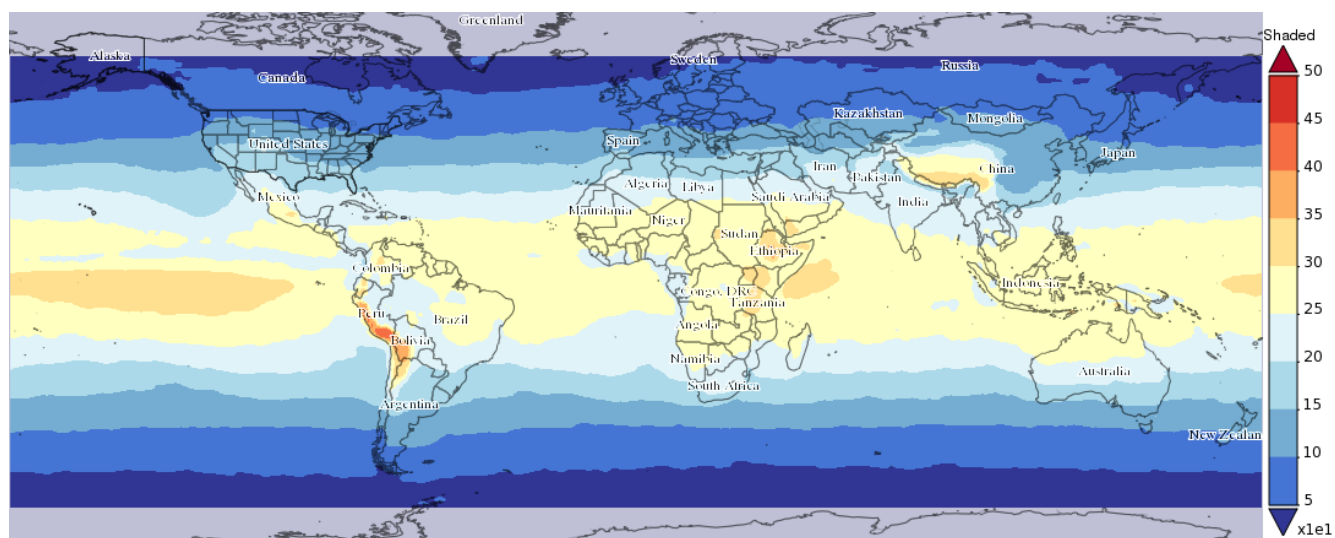 Greenland
Shaded
Alaska
Canada
Sweden
Russia
50
45
Kazakhstan
Mongolia
United States
Spain
Japan
40
Iran
China
Pakistan
Algeria
Libya
Mexico
Saudi Arabia
India
35
Mauritania
Niger
Sudan
Ethiopia
30
Colombia
Congo, DRC
Indonesia
Tanzania
25
Peru
Brazil
Angola
Bolivia
20
Namibia
Australia
South Africa
15
Argentina
New Zealan
10
5
x1e1